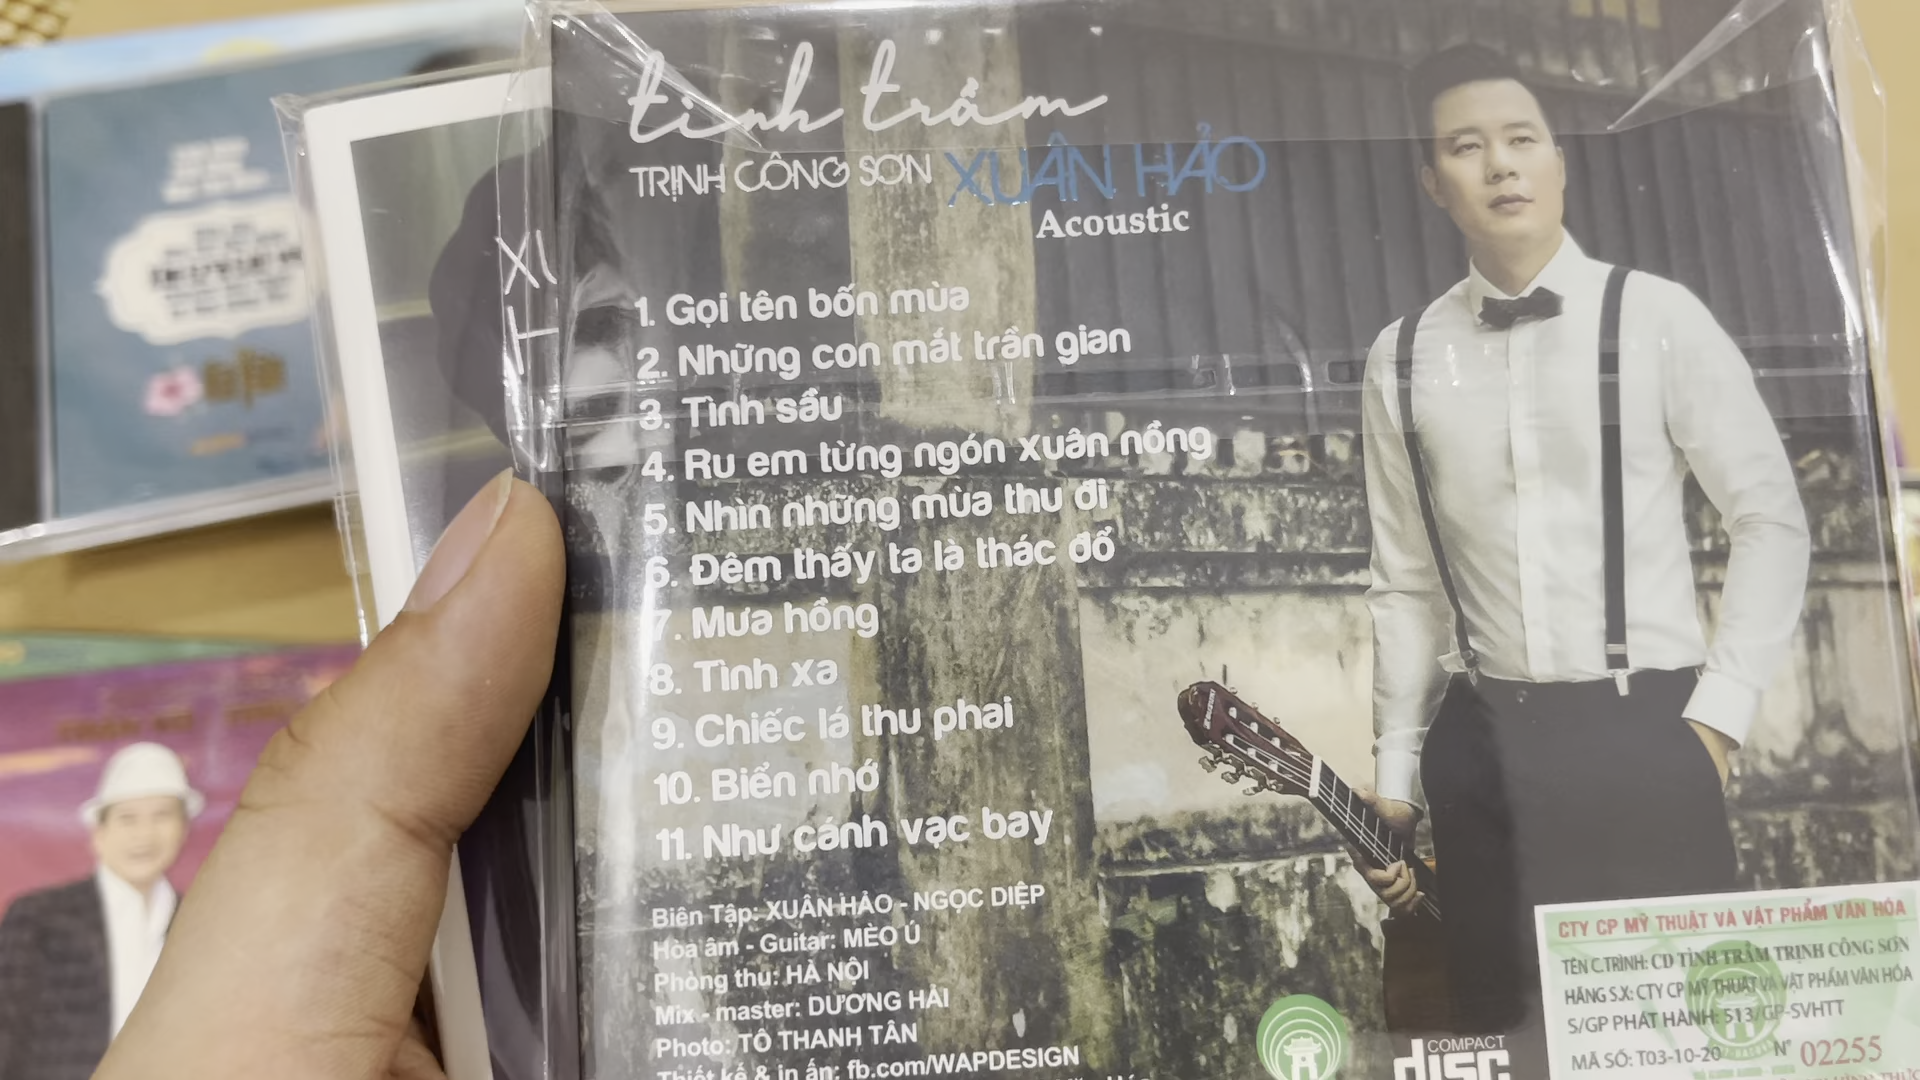 tình trầm
TRỊNH CÔNG SƠN XUÂN HẢO
Acoustic
1. Gọi tên bốn mùa
2. Những con mắt trần gian
3. Tình sầu
4. Ru em từng ngón xuân nồng
5. Nhìn những mùa thu đi
6. Đêm thấy ta là thác đổ
7. Mưa hồng
8. Tình xa
9. Chiếc lá thu phai
10. Biển nhớ
11. Như cánh vạc bay
Biên Tập: XUÂN HẢO - NGỌC DIỆP
Hòa âm - Guitar: MÈO Ú
Phòng thu: HÀ NỘI
Mix - master: DƯƠNG HẢI
Photo: TÔ THANH TÂN
Thiết kế & in ấn: fb.com/WAPDESIGN
COMPACT
disc
CTY CP MỸ THUẬT VÀ VẬT PHẨM VĂN HÓA
TÊN C.TRÌNH: CD TÌNH TRẦM TRỊNH CÔNG SƠN
HÃNG S.X: CTY CP MỸ THUẬT VÀ VẬT PHẨM VĂN HÓA
S/GP PHÁT HÀNH: 513/GP-SVHTT
MÃ SỐ: T03-10-20 Nº 02255